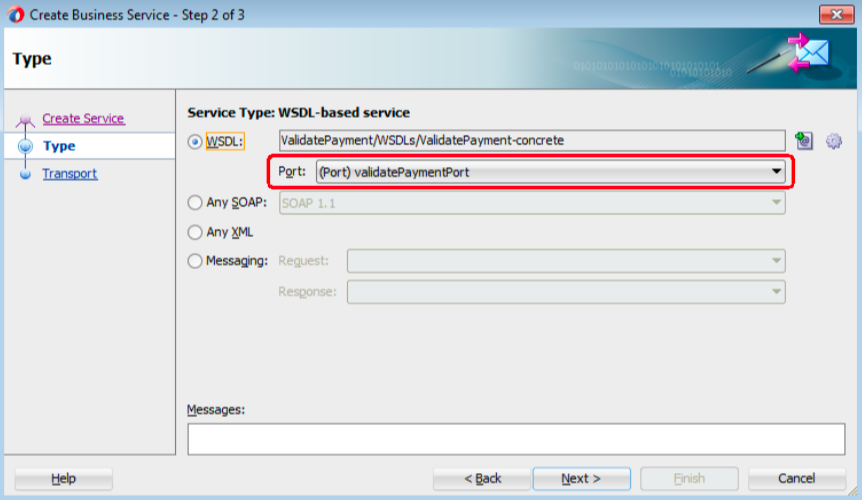 Create Business Service - Step 2 of 3
Type
Create Service
Type
Transport
Service Type: WSDL-based service
WSDL: ValidatePayment/WSDLs/ValidatePayment-concrete
Port: (Port) validatePaymentPort
Any SOAP: SOAP 1.1
Any XML
Messaging: Request:
Response:
Messages:
Help < Back Next > Finish Cancel